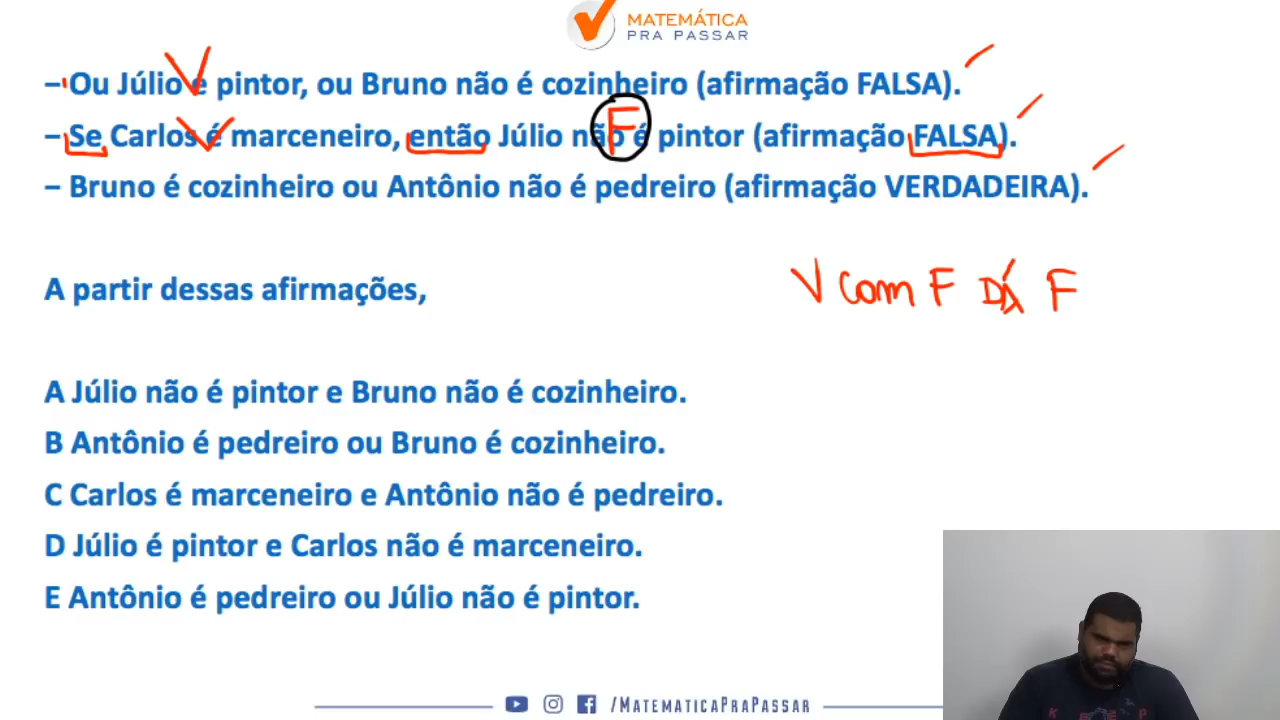 MATEMÁTICA
PRA PASSAR
– Ou Júlio é pintor, ou Bruno não é cozinheiro (afirmação FALSA).
V
– Se Carlos é marceneiro, então Júlio não é pintor (afirmação FALSA).
V F
– Bruno é cozinheiro ou Antônio não é pedreiro (afirmação VERDADEIRA).
A partir dessas afirmações,
V com F DÁ F
A Júlio não é pintor e Bruno não é cozinheiro.
B Antônio é pedreiro ou Bruno é cozinheiro.
C Carlos é marceneiro e Antônio não é pedreiro.
D Júlio é pintor e Carlos não é marceneiro.
E Antônio é pedreiro ou Júlio não é pintor.
/MATEMATICAPRAPASSAR